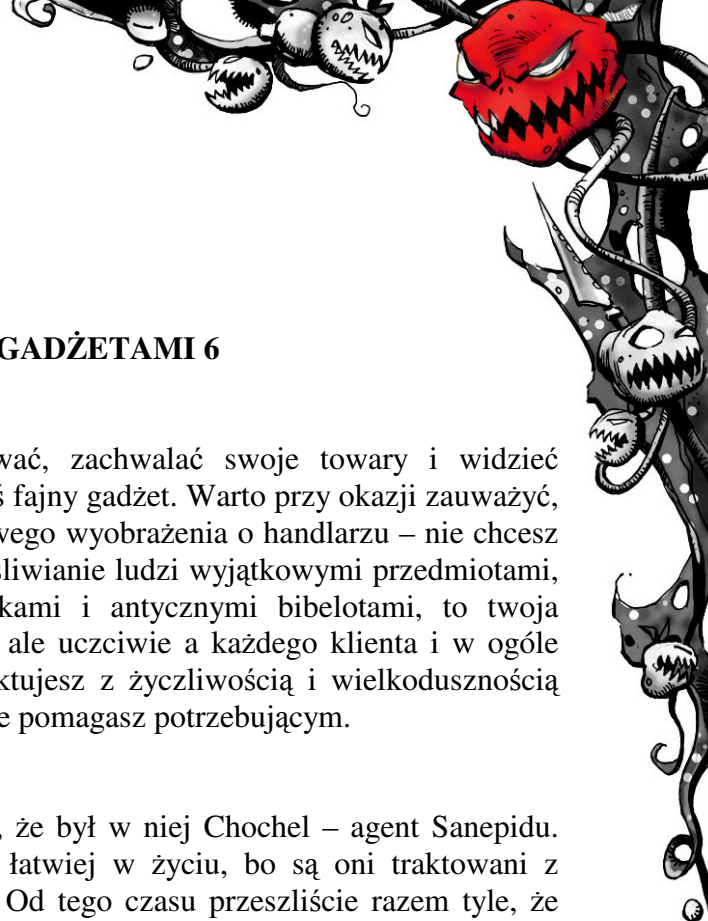 GADŻETAMI 6
wać, zachwalać swoje towary i widzieć
ś fajny gadżet. Warto przy okazji zauważyć,
wego wyobrażenia o handlarzu – nie chcesz
śliwianie ludzi wyjątkowymi przedmiotami,
kami i antycznymi bibelotami, to twoja
ale uczciwie a każdego klienta i w ogóle
ktujesz z życzliwością i wielkodusznością
e pomagasz potrzebującym.
, że był w niej Chochel – agent Sanepidu.
łatwiej w życiu, bo są oni traktowani z
Od tego czasu przeszliście razem tyle, że